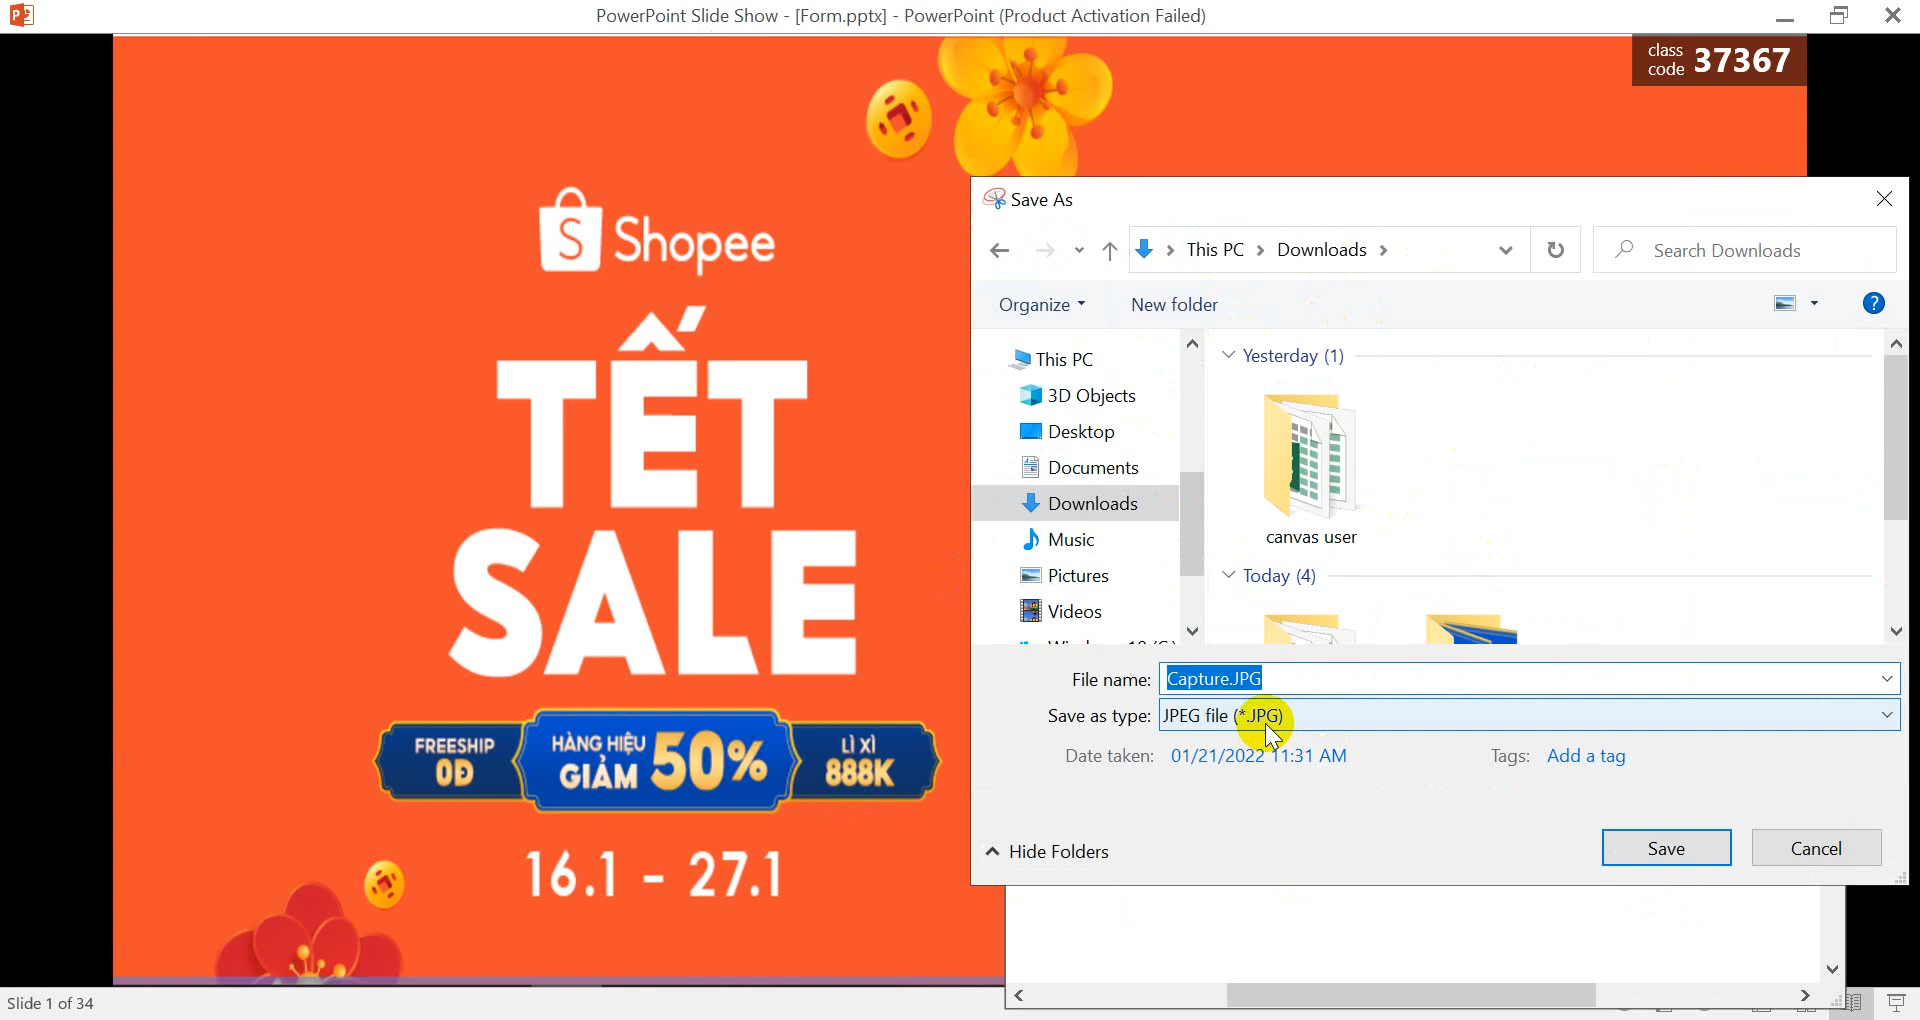 PowerPoint Slide Show - [Form.pptx] - PowerPoint (Product Activation Failed)
class code 37367
Shopee
TẾT
SALE
FREESHIP
0Đ
HÀNG HIỆU
GIẢM 50%
LÌ XÌ
888K
16.1 - 27.1
Save As
This PC > Downloads >
Search Downloads
Organize
New folder
This PC
3D Objects
Desktop
Documents
Downloads
Music
Pictures
Videos
Yesterday (1)
canvas user
Today (4)
File name: Capture.JPG
Save as type: JPEG file (*.JPG)
Date taken: 01/21/2022 11:31 AM
Tags: Add a tag
Hide Folders
Save
Cancel
Slide 1 of 34